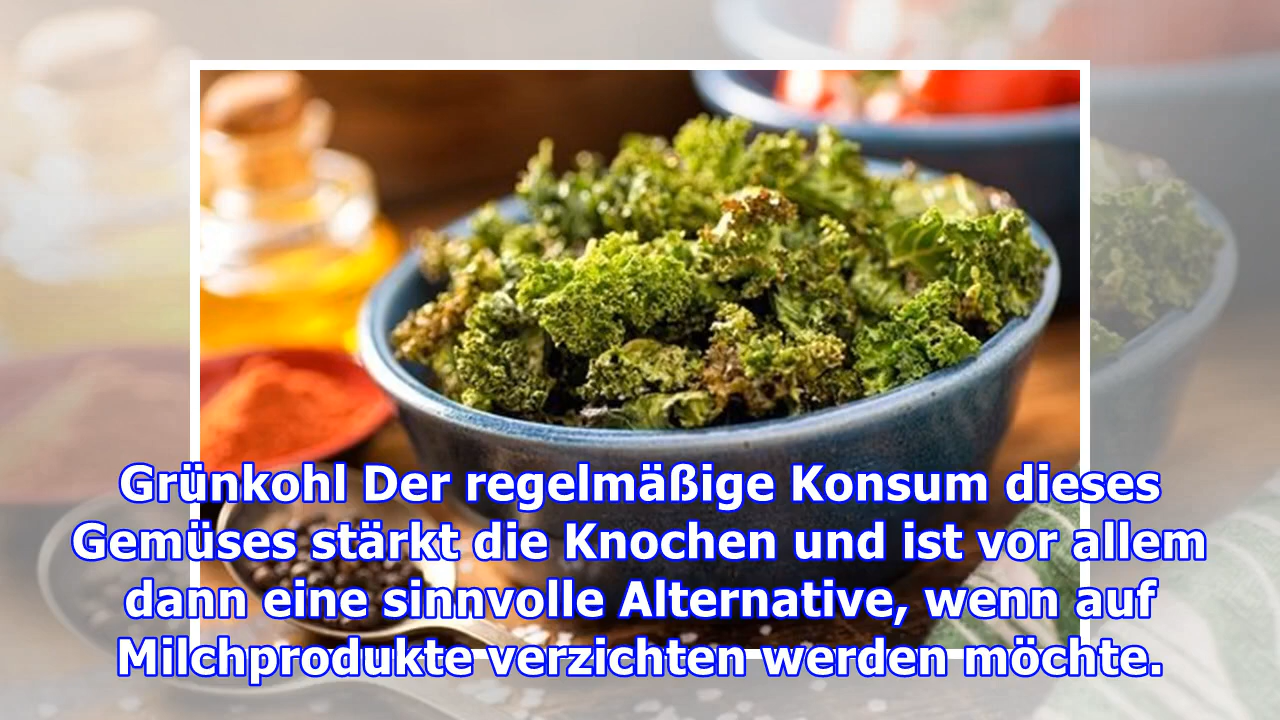 Grünkohl Der regelmäßige Konsum dieses
Gemüses stärkt die Knochen und ist vor allem
dann eine sinnvolle Alternative, wenn auf
Milchprodukte verzichten werden möchte.